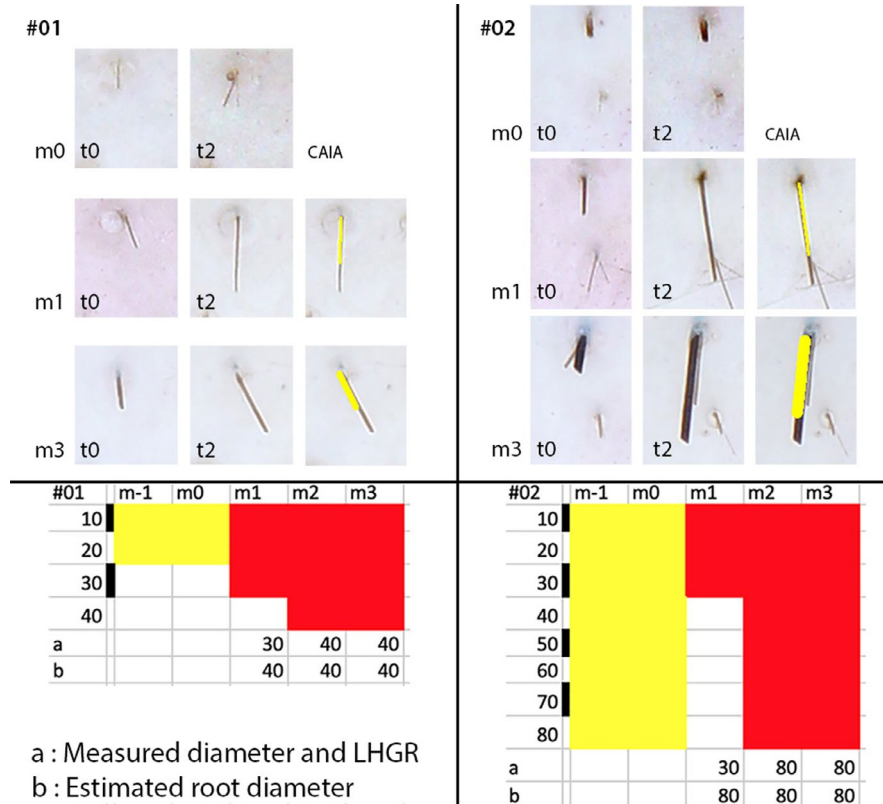 #01
m0 t0 t2 CAIA
m1 t0 t2
m3 t0 t2
#02
m0 t0 t2 CAIA
m1 t0 t2
m3 t0 t2
#01 m-1 m0 m1 m2 m3
10
20
30
40
a 30 40 40
b 40 40 40
a : Measured diameter and LHGR
b : Estimated root diameter
#02 m-1 m0 m1 m2 m3
10
20
30
40
50
60
70
80
a 30 80 80
b 80 80 80